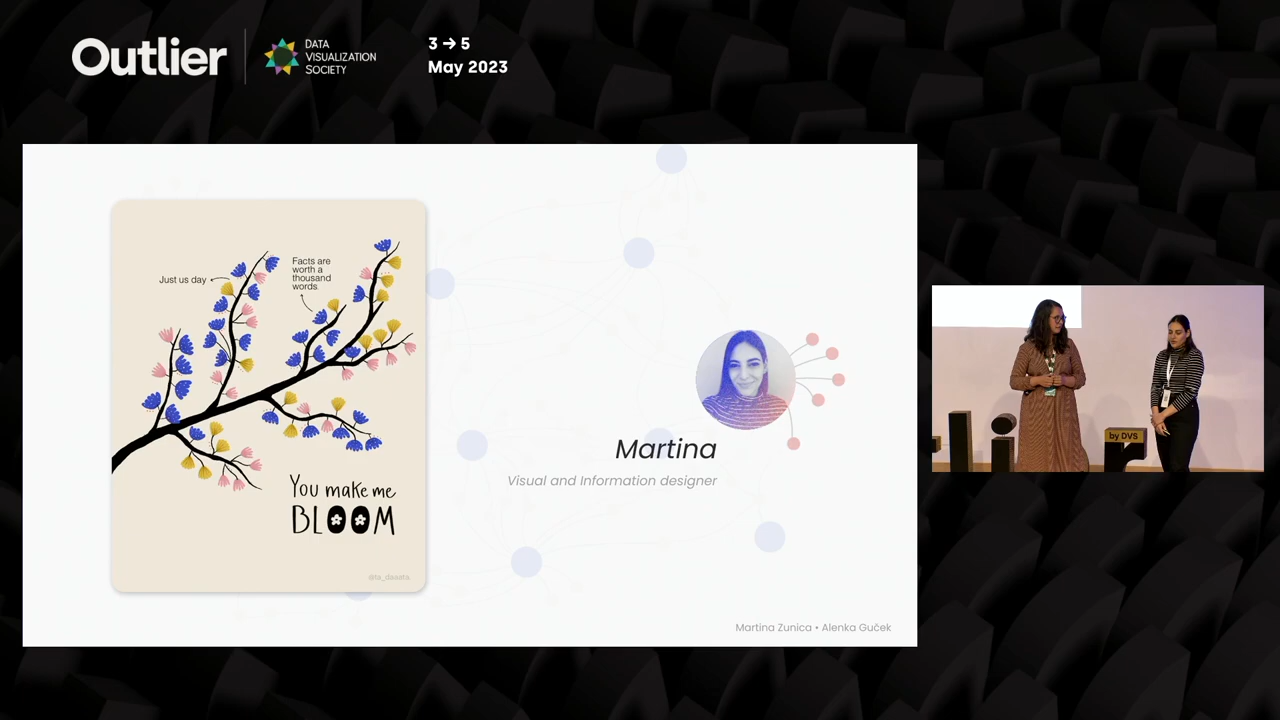 Outlier
DATA
VISUALIZATION
SOCIETY
3 → 5
May 2023
Just us day
Facts are
worth a
thousand
words
You make me
BLOOM
@ta_dawata
Martina
Visual and Information designer
Martina Zunica • Alenka Guček
by DVS